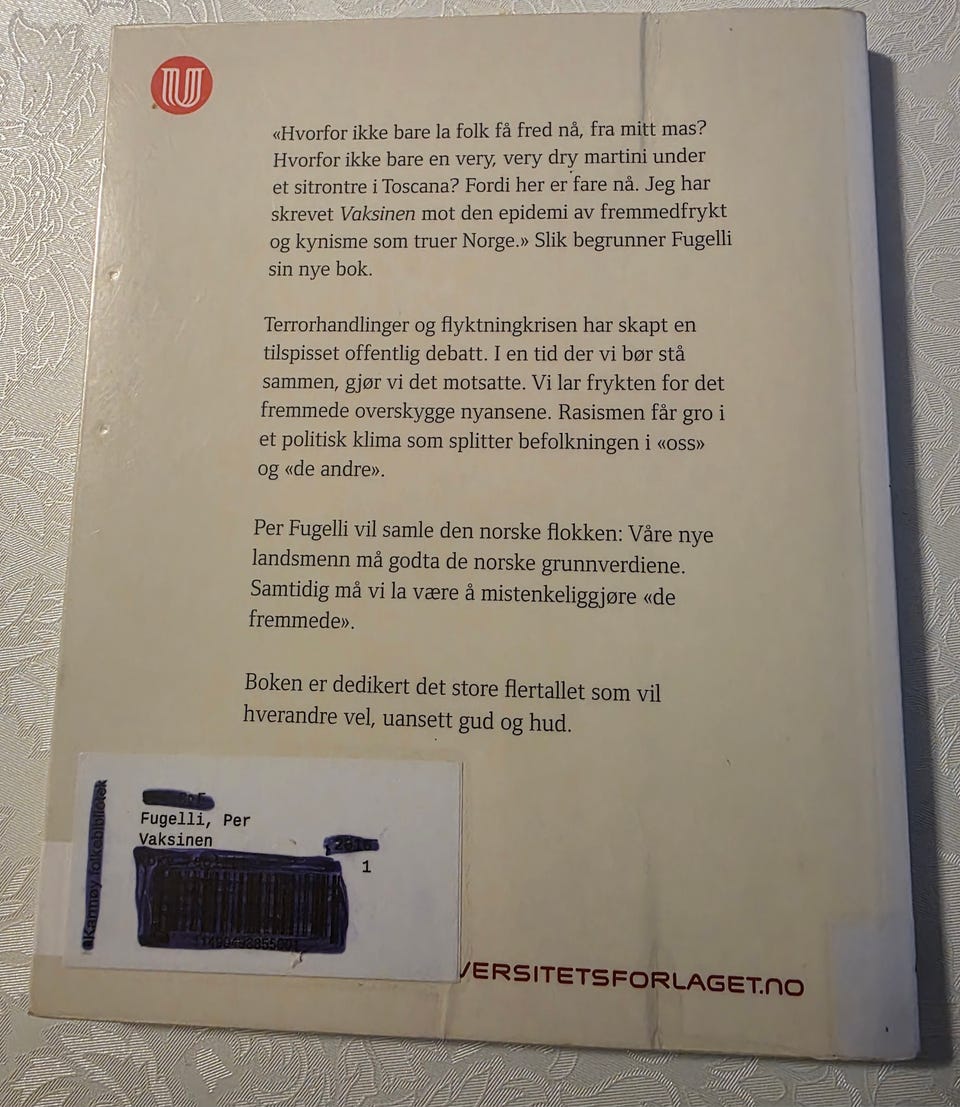 U
«Hvorfor ikke bare la folk få fred nå, fra mitt mas?
Hvorfor ikke bare en very, very dry martini under
et sitrontre i Toscana? Fordi her er fare nå. Jeg har
skrevet Vaksinen mot den epidemi av fremmedfrykt
og kynisme som truer Norge.» Slik begrunner Fugelli
sin nye bok.
Terrorhandlinger og flyktningkrisen har skapt en
tilspisset offentlig debatt. I en tid der vi bør stå
sammen, gjør vi det motsatte. Vi lar frykten for det
fremmede overskygge nyansene. Rasismen får gro i
et politisk klima som splitter befolkningen i «oss»
og «de andre».
Per Fugelli vil samle den norske flokken: Våre nye
landsmenn må godta de norske grunnverdiene.
Samtidig må vi la være å mistenkeliggjøre «de
fremmede».
Boken er dedikert det store flertallet som vil
hverandre vel, uansett gud og hud.
Karmøy folkebibliotek
Fugelli, Per
Vaksinen
2016
1
VERSITETSFORLAGET.NO